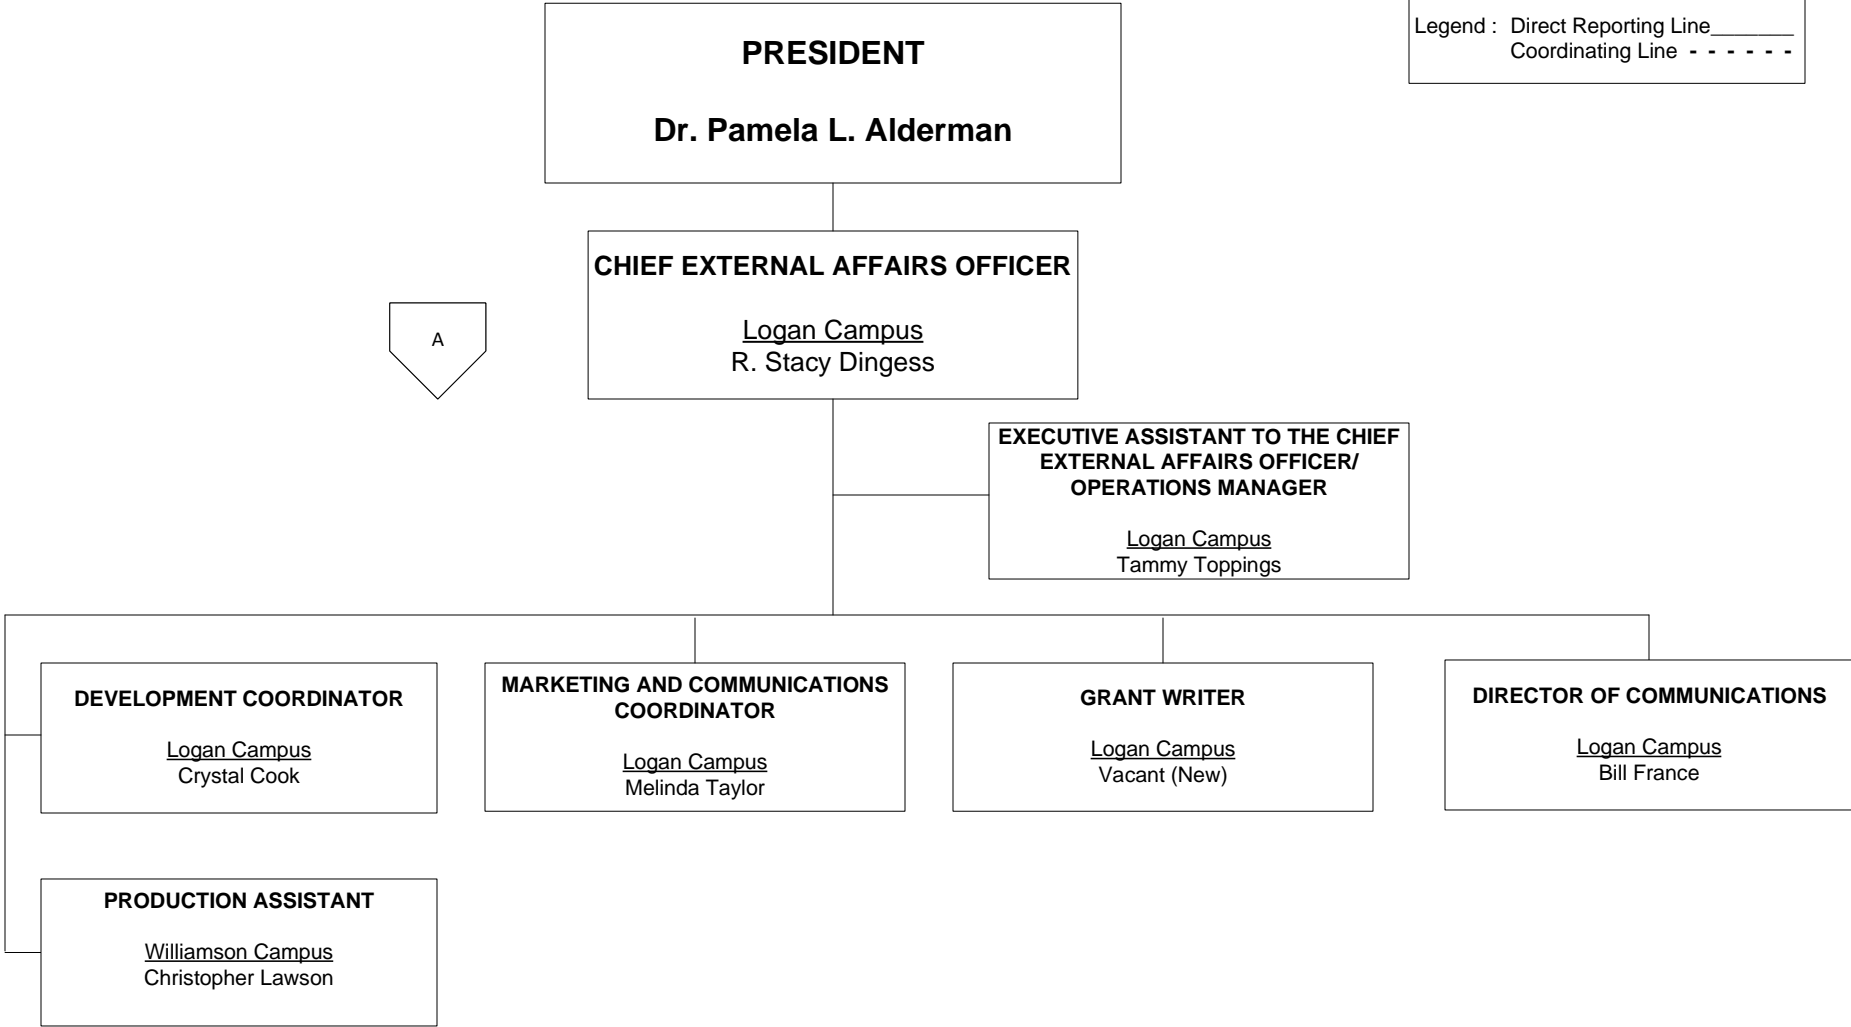 PRESIDENT
Dr. Pamela L. Alderman
Legend : Direct Reporting Line_______
Coordinating Line - - - - - -
CHIEF EXTERNAL AFFAIRS OFFICER
Logan Campus
R. Stacy Dingess
A
EXECUTIVE ASSISTANT TO THE CHIEF
EXTERNAL AFFAIRS OFFICER/
OPERATIONS MANAGER
Logan Campus
Tammy Toppings
DEVELOPMENT COORDINATOR
Logan Campus
Crystal Cook
MARKETING AND COMMUNICATIONS
COORDINATOR
Logan Campus
Melinda Taylor
GRANT WRITER
Logan Campus
Vacant (New)
DIRECTOR OF COMMUNICATIONS
Logan Campus
Bill France
PRODUCTION ASSISTANT
Williamson Campus
Christopher Lawson